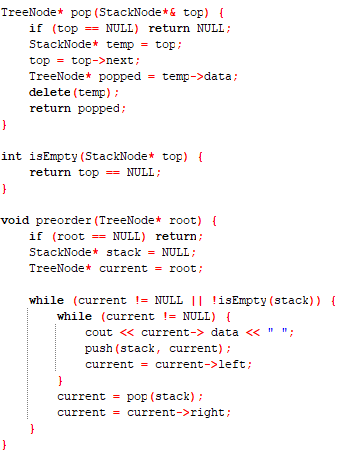 TreeNode* pop(StackNode*& top) {
    if (top == NULL) return NULL;
    StackNode* temp = top;
    top = top->next;
    TreeNode* popped = temp->data;
    delete(temp);
    return popped;
}

int isEmpty(StackNode* top) {
    return top == NULL;
}

void preorder(TreeNode* root) {
    if (root == NULL) return;
    StackNode* stack = NULL;
    TreeNode* current = root;

    while (current != NULL || !isEmpty(stack)) {
        while (current != NULL) {
            cout << current-> data << " ";
            push(stack, current);
            current = current->left;
        }
        current = pop(stack);
        current = current->right;
    }
}